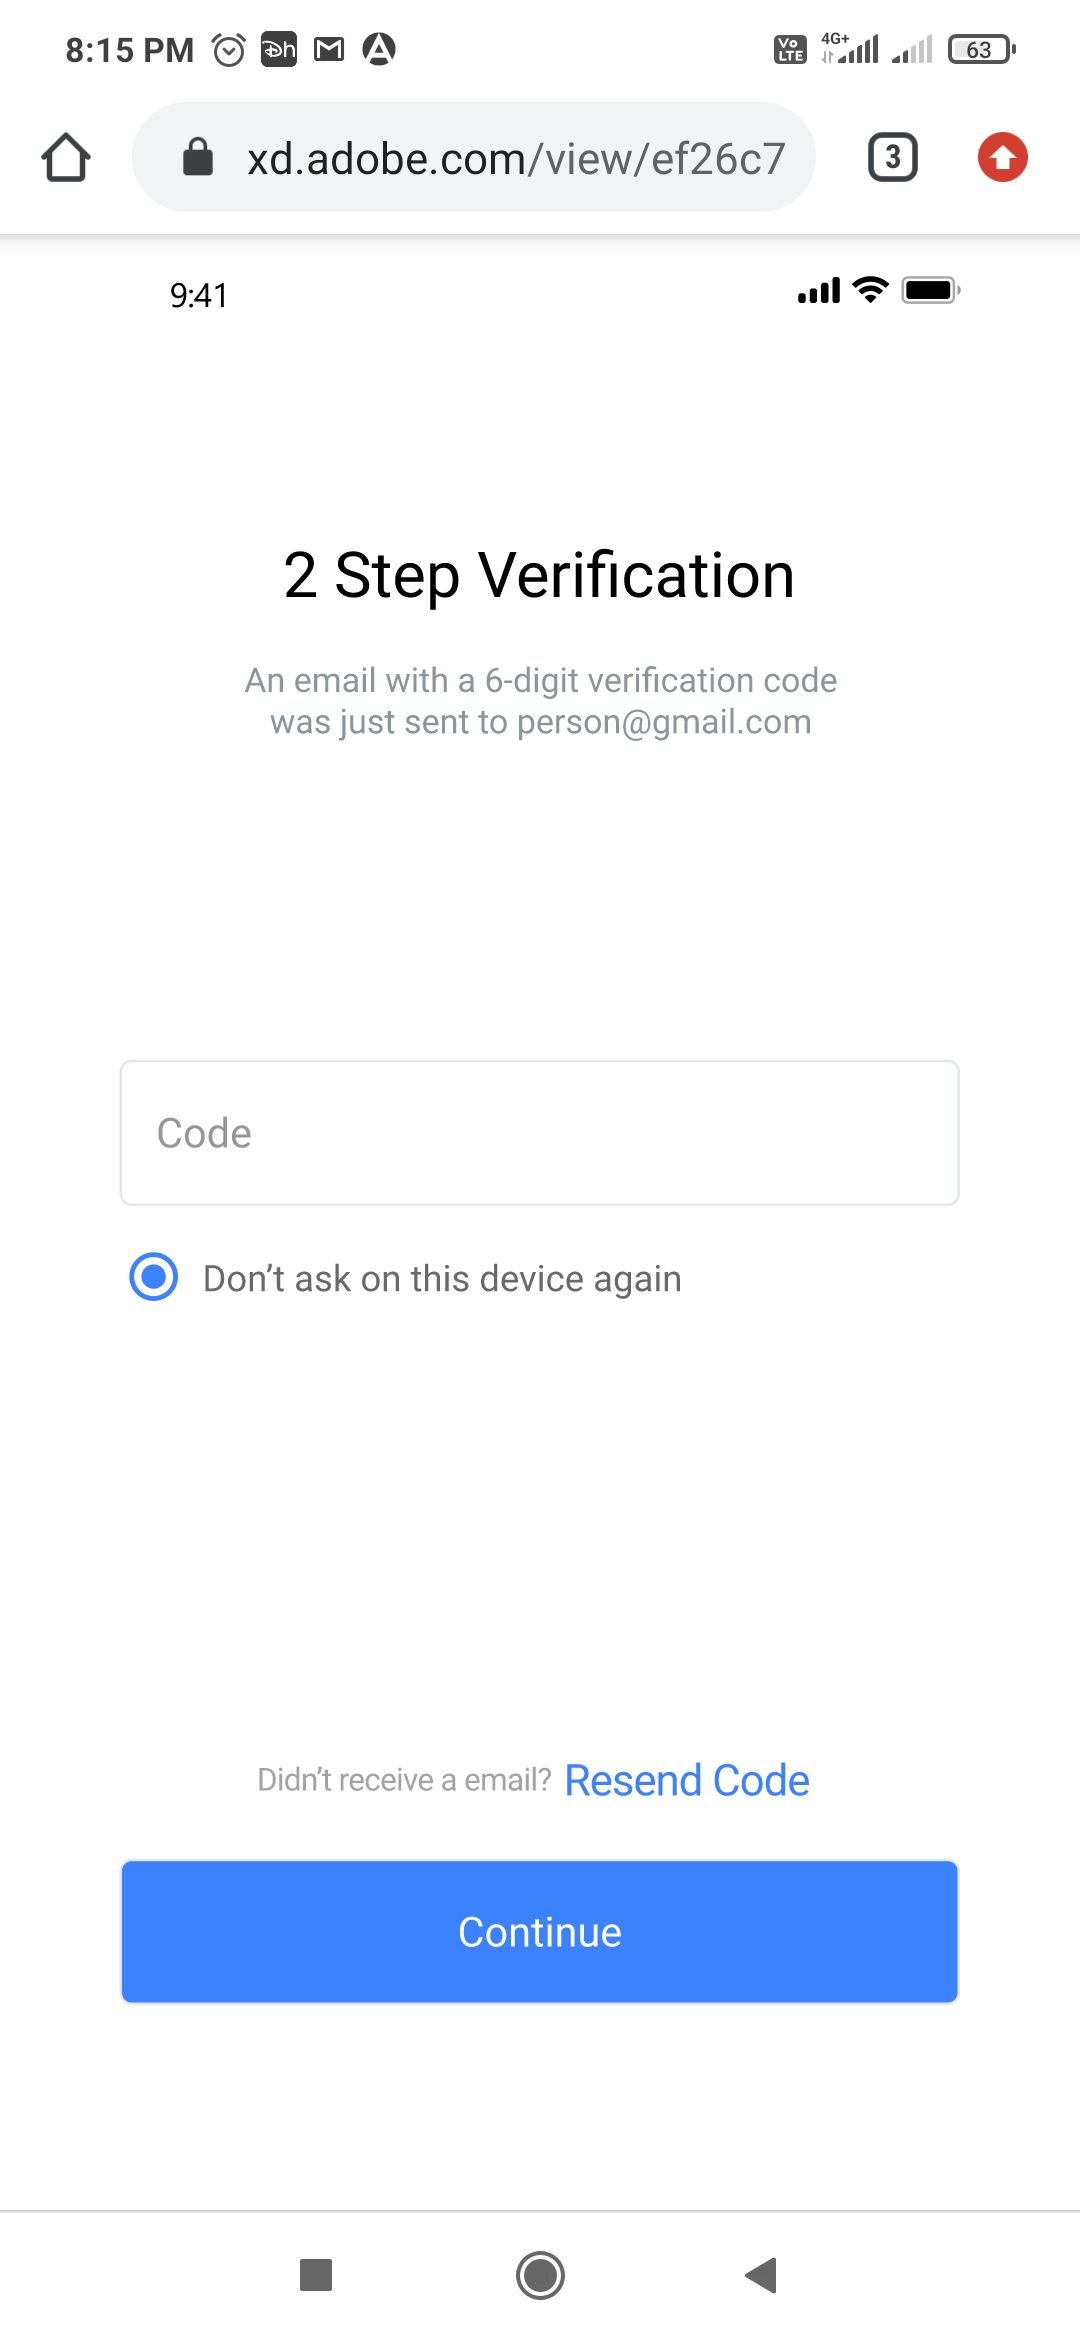 8:15 PM
Dh
Vo LTE
4G+
63
xd.adobe.com/view/ef26c7
3
9:41
2 Step Verification
An email with a 6-digit verification code
was just sent to person@gmail.com
Code
Don’t ask on this device again
Didn’t receive a email? Resend Code
Continue